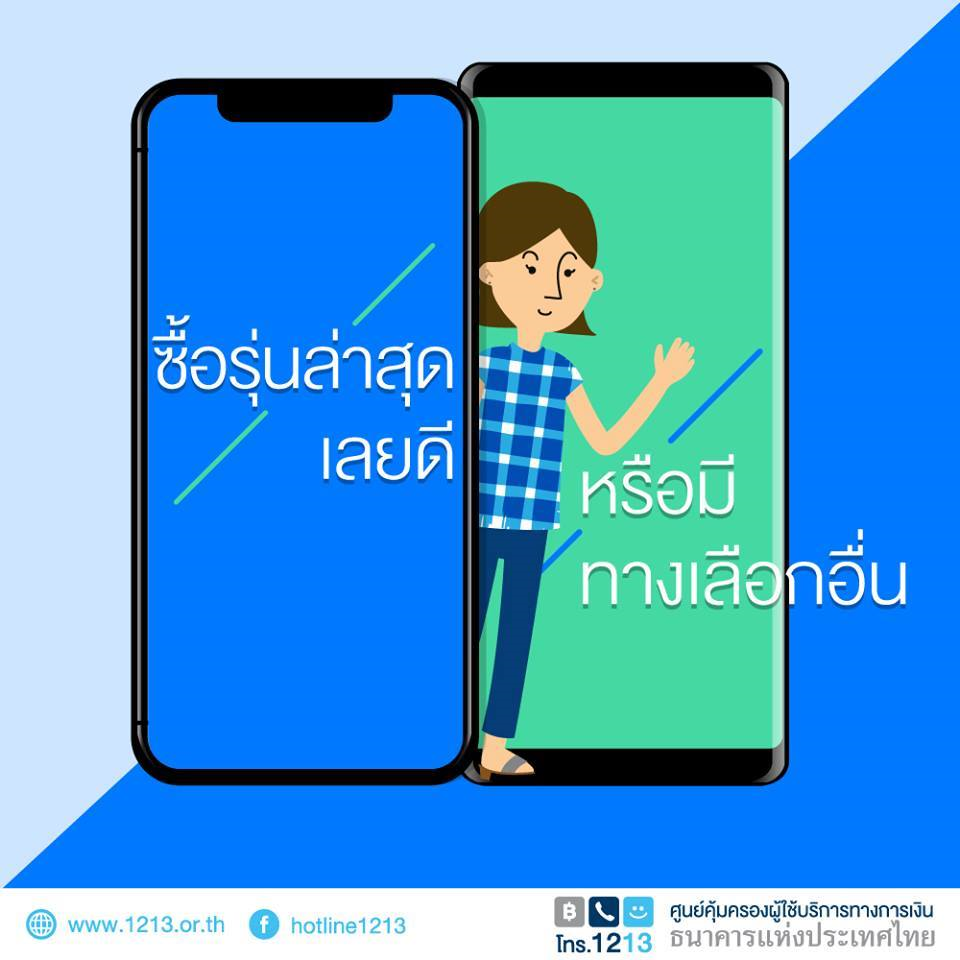 ซื้อรุ่นล่าสุด
เลยดี
หรือมี
ทางเลือกอื่น
www.1213.or.th
hotline1213
โทร.1213
ศูนย์คุ้มครองผู้ใช้บริการทางการเงิน
ธนาคารแห่งประเทศไทย